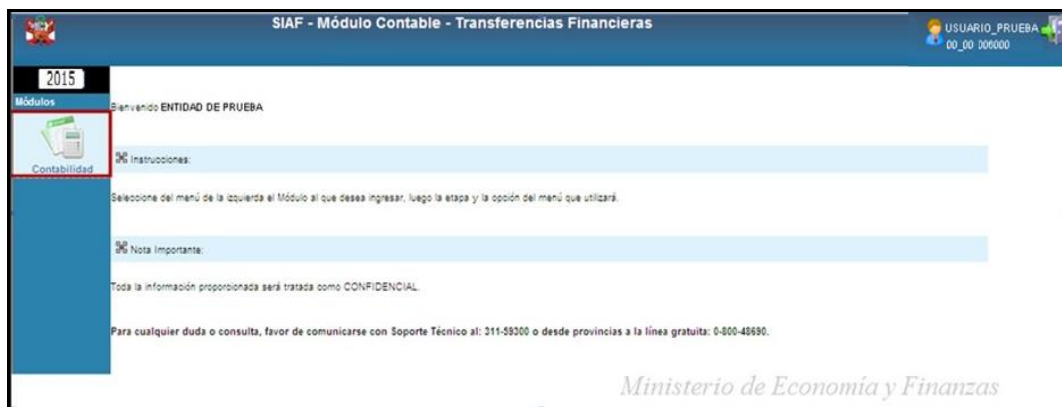 SIAF - Módulo Contable - Transferencias Financieras
USUARIO_PRUEBA
00_00 006000
2015
Módulos
Contabilidad
Bienvenido ENTIDAD DE PRUEBA
Instrucciones:
Seleccione del menú de la izquierda el Módulo al que desea ingresar, luego la etapa y la opción del menú que utilizará.
Nota Importante:
Toda la información proporcionada será tratada como CONFIDENCIAL.
Para cualquier duda o consulta, favor de comunicarse con Soporte Técnico al: 311-59300 o desde provincias a la línea gratuita: 0-800-48690.
Ministerio de Economía y Finanzas